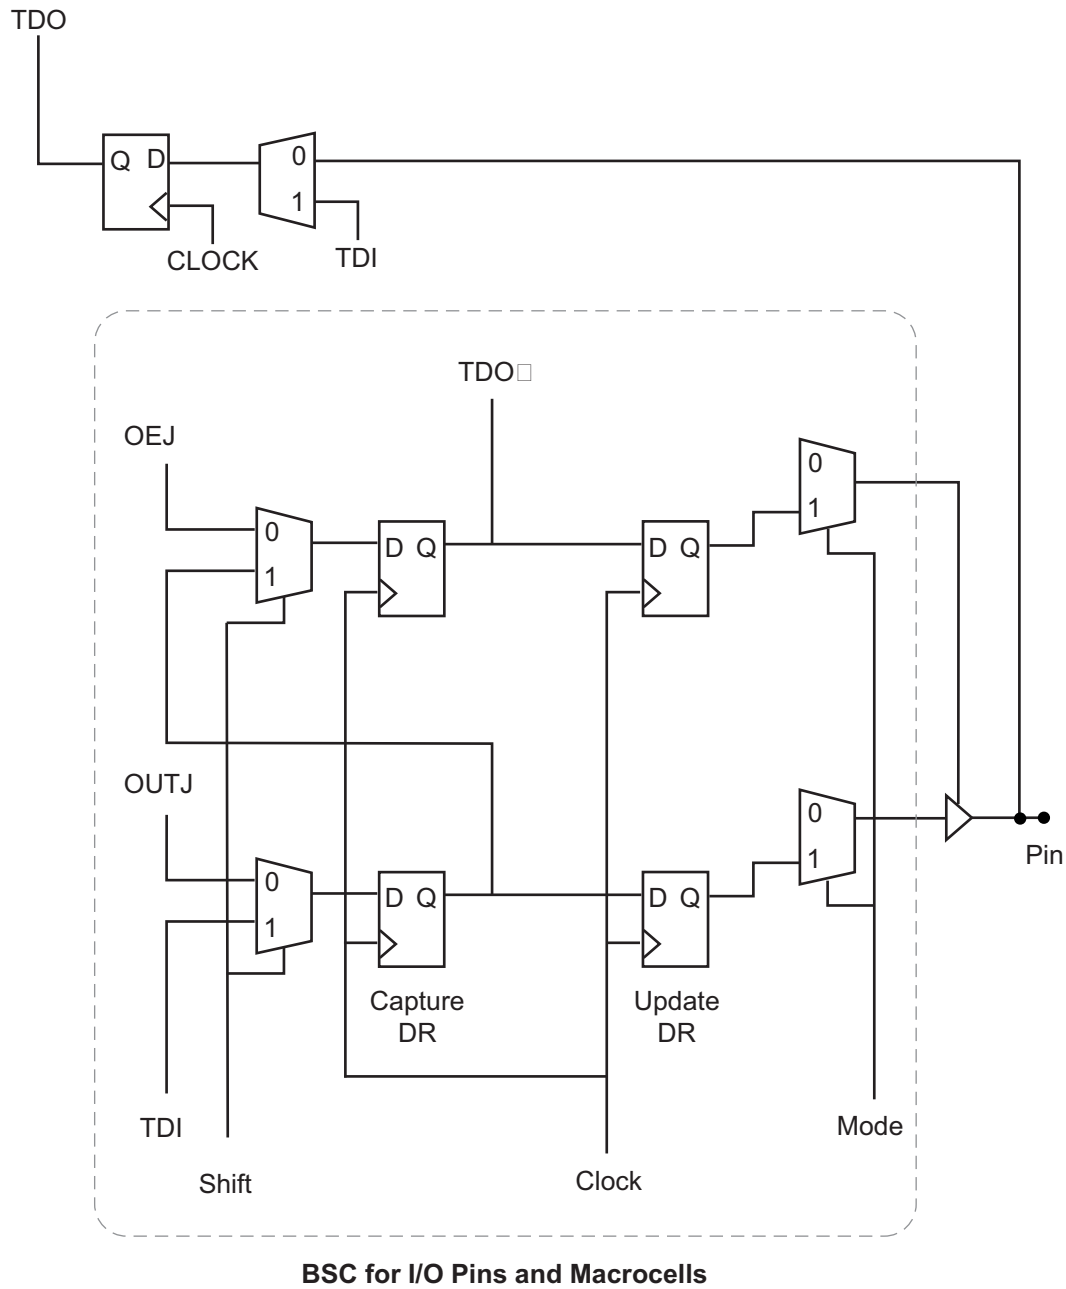 TDO
Q D
0
1
CLOCK
TDI
TDO□
OEJ
0
1
D Q
D Q
0
1
OUTJ
0
1
D Q
D Q
0
1
Pin
Capture
DR
Update
DR
TDI
Mode
Shift
Clock
BSC for I/O Pins and Macrocells